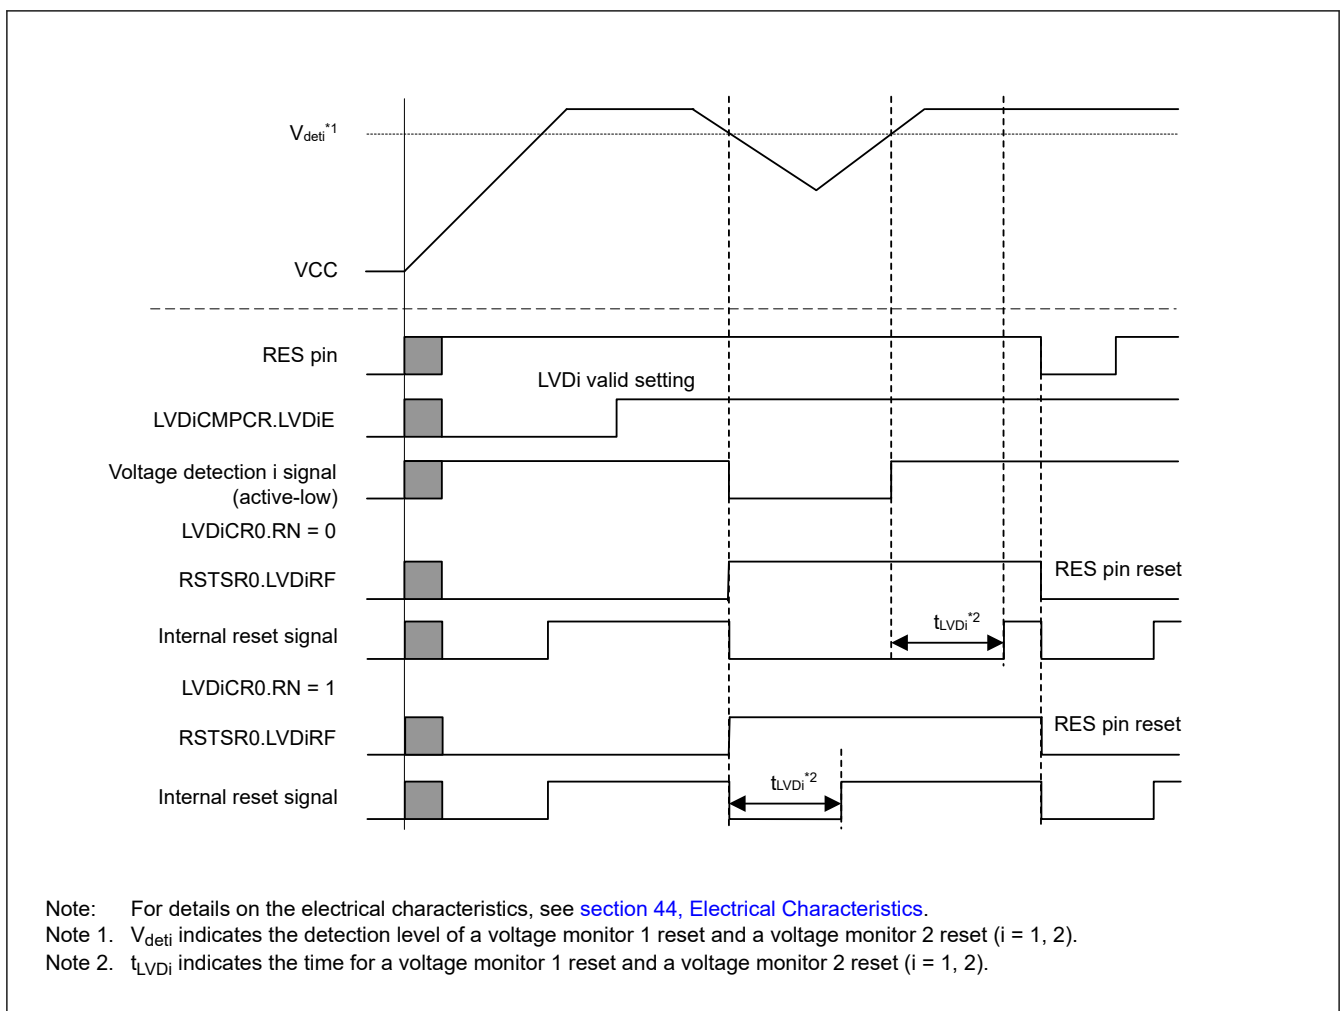 Vdeti*1
VCC
RES pin
LVDi valid setting
LVDiCMPCR.LVDiE
Voltage detection i signal
(active-low)
LVDiCR0.RN = 0
RSTSR0.LVDiRF
RES pin reset
Internal reset signal
tLVDi*2
LVDiCR0.RN = 1
RSTSR0.LVDiRF
RES pin reset
Internal reset signal
tLVDi*2
Note: For details on the electrical characteristics, see section 44, Electrical Characteristics.
Note 1. Vdeti indicates the detection level of a voltage monitor 1 reset and a voltage monitor 2 reset (i = 1, 2).
Note 2. tLVDi indicates the time for a voltage monitor 1 reset and a voltage monitor 2 reset (i = 1, 2).